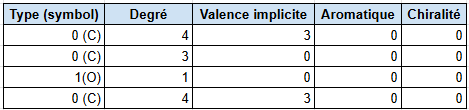 Type (symbol) Degré Valence implicite Aromatique Chiralité
0 (C) 4 3 0 0
0 (C) 3 0 0 0
1(O) 1 0 0 0
0 (C) 4 3 0 0